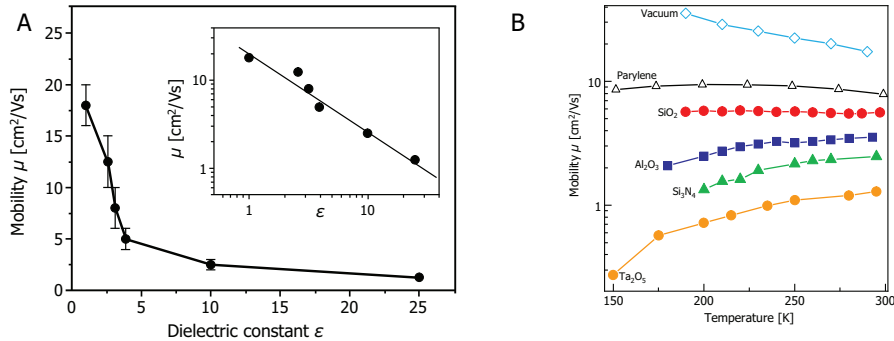 A
Mobility μ [cm²/Vs]
25
20
15
10
5
0
0
5
10
15
20
25
Dielectric constant ε
μ [cm²/Vs]
10
1
1
10
ε
B
Mobility μ [cm²/Vs]
10
1
Vacuum
Parylene
SiO₂
Al₂O₃
Si₃N₄
Ta₂O₅
150
200
250
300
Temperature [K]